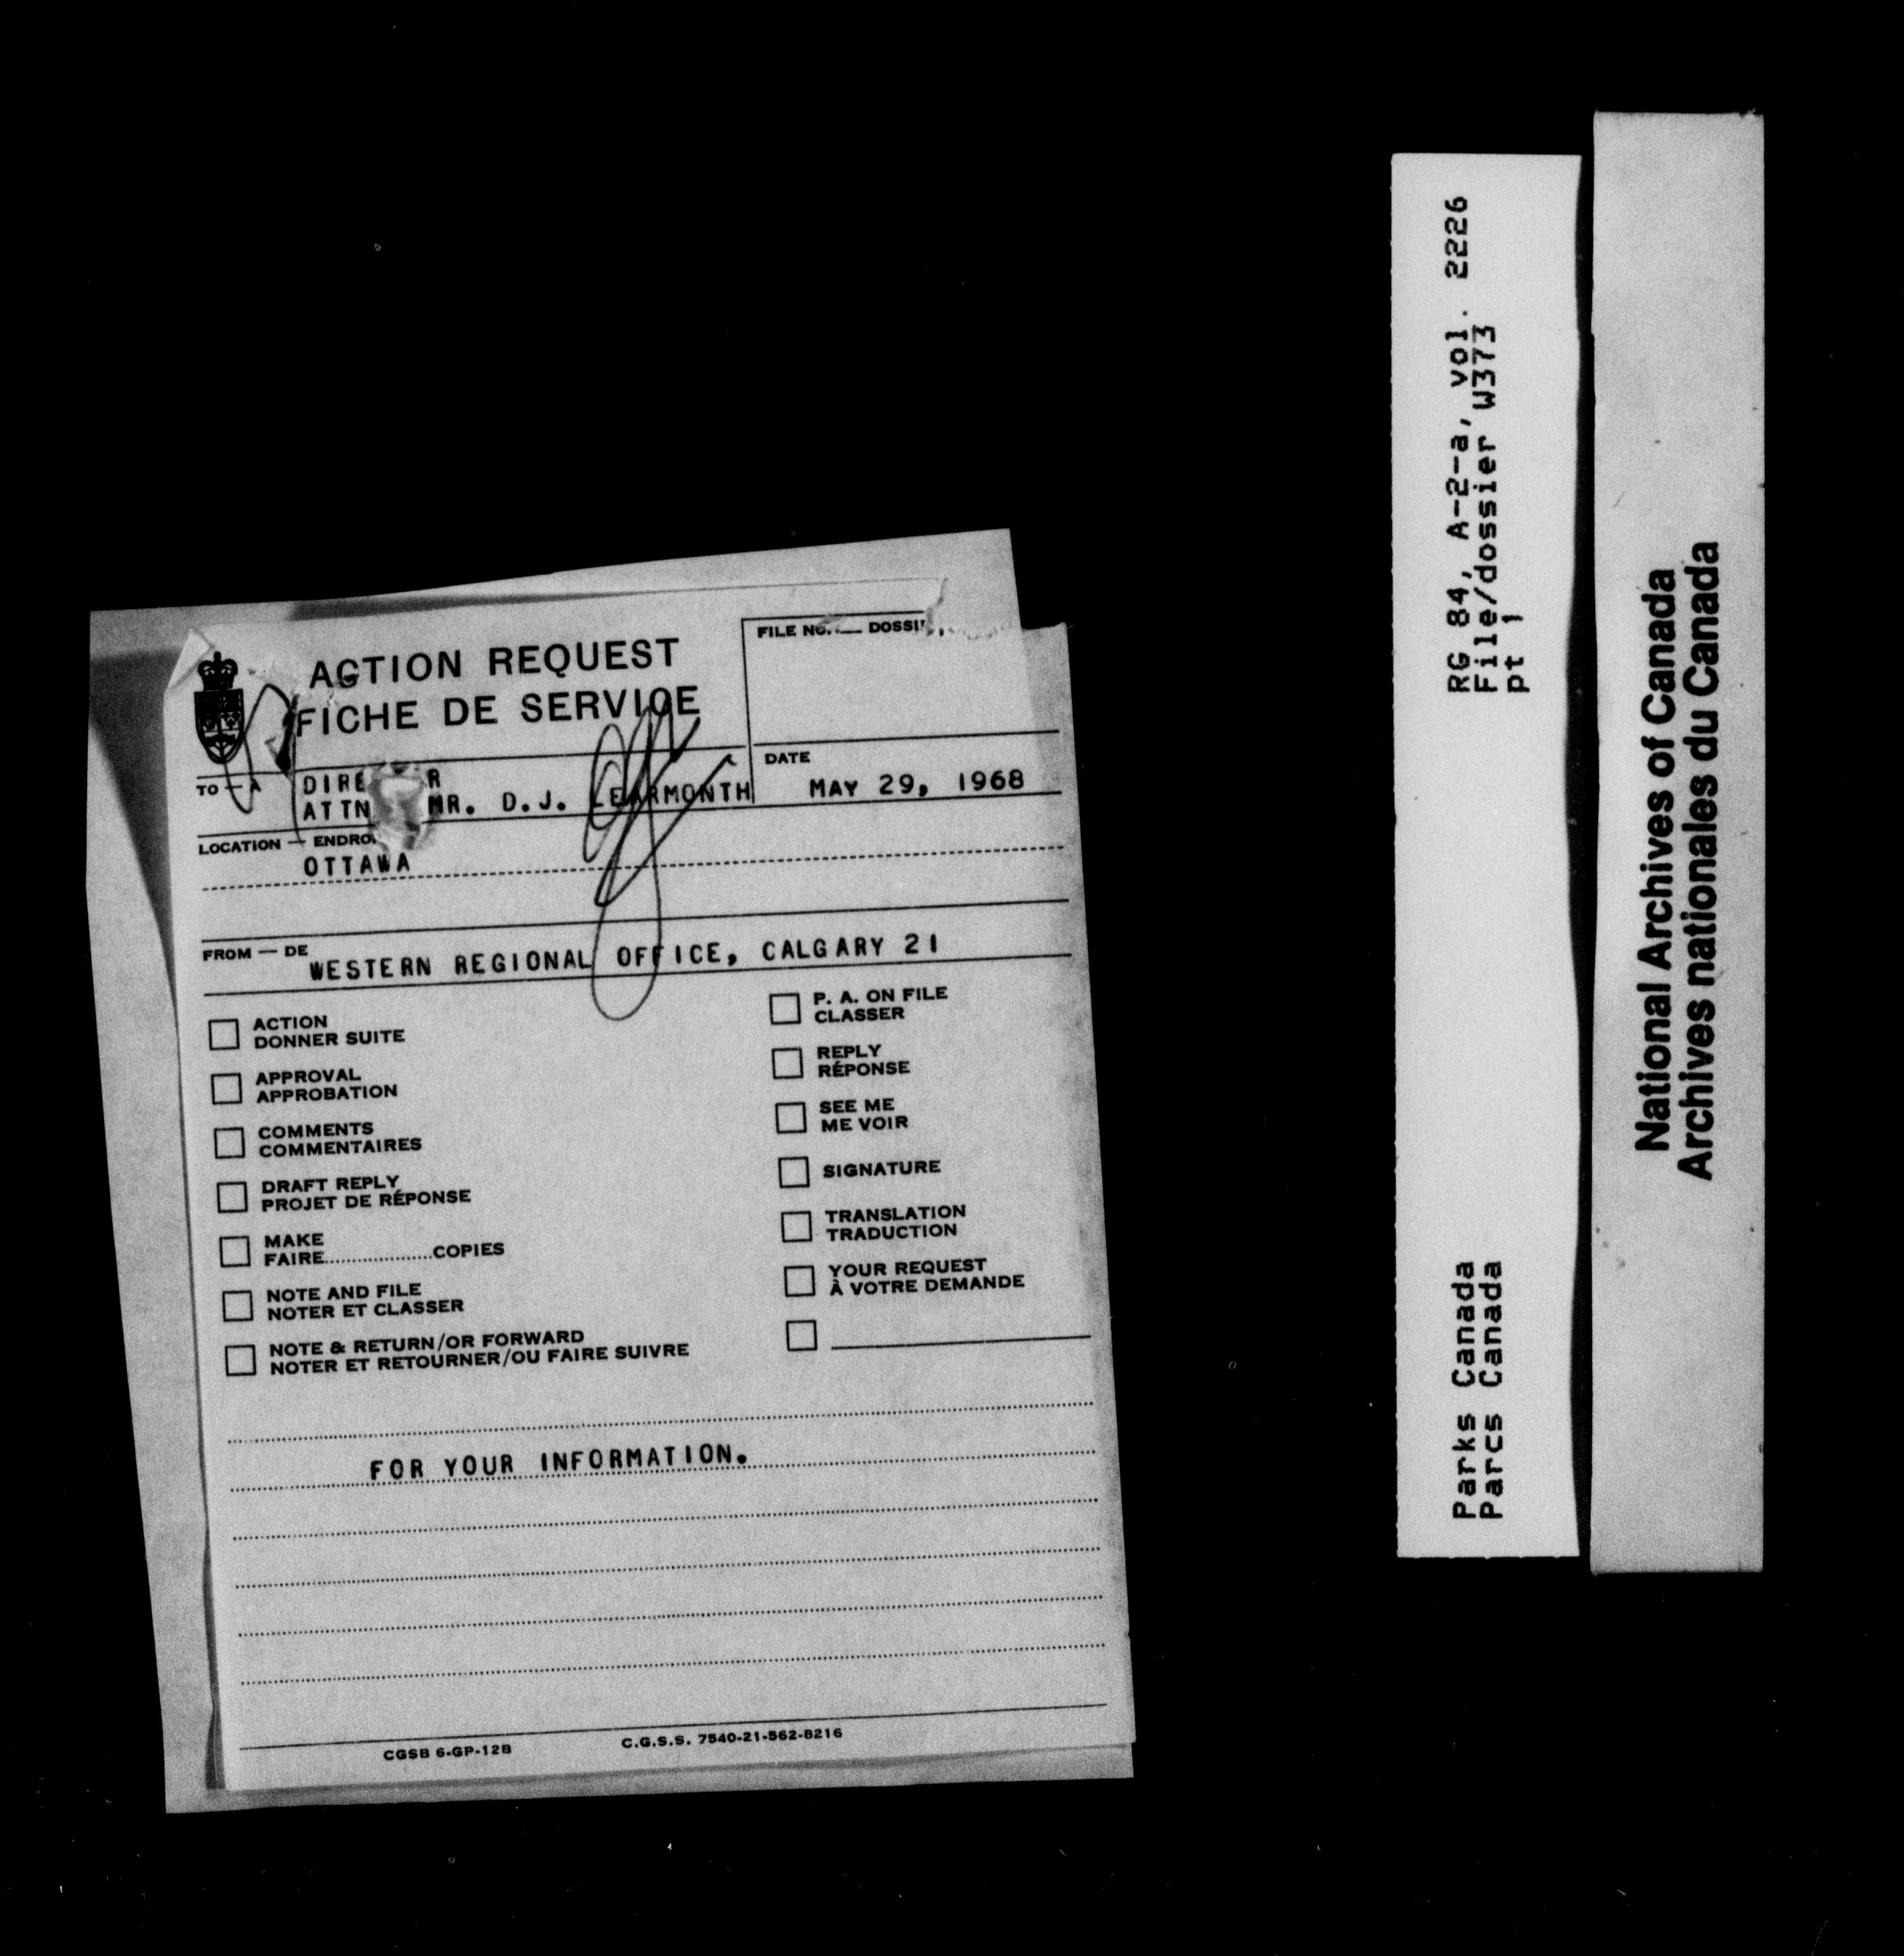 ACTION REQUEST
FICHE DE SERVICE
FILE NO. — DOSSI
TO — A
DIRE R
ATTN MR. D.J. LEARMONTH
DATE
MAY 29, 1968
LOCATION — ENDRO
OTTAWA
FROM — DE
WESTERN REGIONAL OFFICE, CALGARY 21
ACTION
DONNER SUITE
APPROVAL
APPROBATION
COMMENTS
COMMENTAIRES
DRAFT REPLY
PROJET DE RÉPONSE
MAKE
FAIRE....................COPIES
NOTE AND FILE
NOTER ET CLASSER
NOTE & RETURN/OR FORWARD
NOTER ET RETOURNER/OU FAIRE SUIVRE
P. A. ON FILE
CLASSER
REPLY
RÉPONSE
SEE ME
ME VOIR
SIGNATURE
TRANSLATION
TRADUCTION
YOUR REQUEST
À VOTRE DEMANDE
FOR YOUR INFORMATION.
CGSB 6-GP-12B
C.G.S.S. 7540-21-562-8216
Parks Canada
Parcs Canada
RG 84, A-2-a, vol. 2226
File/dossier W373
pt 1
National Archives of Canada
Archives nationales du Canada